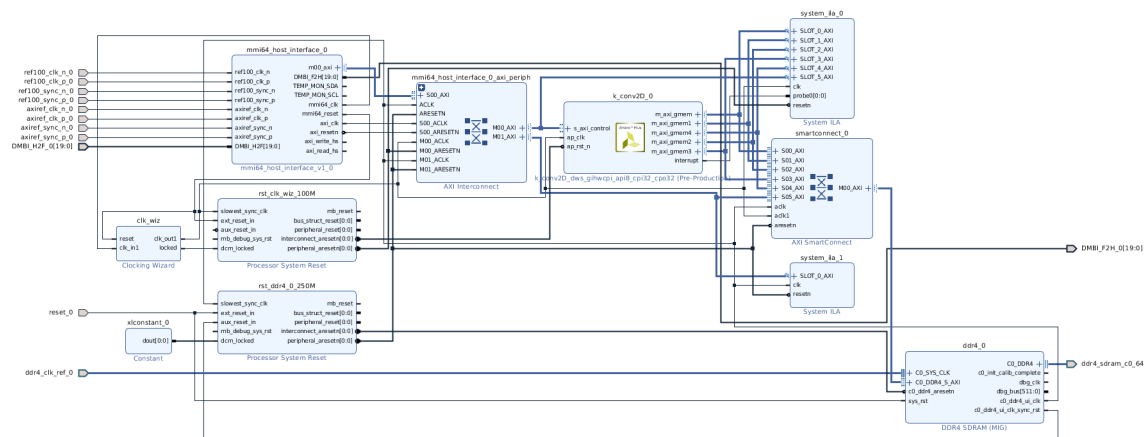 system_ila_0
SLOT_0_AXI
SLOT_1_AXI
SLOT_2_AXI
SLOT_3_AXI
SLOT_4_AXI
SLOT_5_AXI
clk
probe0[0:0]
resetn
System ILA
mmi64_host_interface_0
ref100_clk_n
ref100_clk_p
ref100_sync_n
ref100_sync_p
axiref_clk_n
axiref_clk_p
axiref_sync_n
axiref_sync_p
DMBI_H2F[19:0]
m00_axi
DMBI_F2H[19:0]
TEMP_MON_SDA
TEMP_MON_SCL
mmi64_clk
mmi64_reset
axi_clk
axi_resetn
axi_write_hs
axi_read_hs
mmi64_host_interface_v1_0
ref100_clk_n_0
ref100_clk_p_0
ref100_sync_n_0
ref100_sync_p_0
axiref_clk_n_0
axiref_clk_p_0
axiref_sync_n_0
axiref_sync_p_0
DMBI_H2F_0[19:0]
mmi64_host_interface_0_axi_periph
S00_AXI
ACLK
ARESETN
S00_ACLK
S00_ARESETN
M00_ACLK
M00_ARESETN
M01_ACLK
M01_ARESETN
M00_AXI
M01_AXI
AXI Interconnect
k_conv2D_0
s_axi_control
ap_clk
ap_rst_n
m_axi_gmem
m_axi_gmem1
m_axi_gmem4
m_axi_gmem2
m_axi_gmem3
interrupt
k_conv2D_dws_gihwcpi_api8_cpi32_cpo32 (Pre-Production)
smartconnect_0
S00_AXI
S01_AXI
S02_AXI
S03_AXI
S04_AXI
S05_AXI
aclk
aclk1
aresetn
M00_AXI
AXI SmartConnect
rst_clk_wiz_100M
slowest_sync_clk
ext_reset_in
aux_reset_in
mb_debug_sys_rst
dcm_locked
mb_reset
bus_struct_reset[0:0]
peripheral_reset[0:0]
interconnect_aresetn[0:0]
peripheral_aresetn[0:0]
Processor System Reset
clk_wiz
reset
clk_in1
clk_out1
locked
Clocking Wizard
DMBI_F2H_0[19:0]
system_ila_1
SLOT_0_AXI
clk
resetn
System ILA
rst_ddr4_0_250M
slowest_sync_clk
ext_reset_in
aux_reset_in
mb_debug_sys_rst
dcm_locked
mb_reset
bus_struct_reset[0:0]
peripheral_reset[0:0]
interconnect_aresetn[0:0]
peripheral_aresetn[0:0]
Processor System Reset
reset_0
xlconstant_0
dout[0:0]
Constant
ddr4_clk_ref_0
ddr4_0
C0_SYS_CLK
C0_DDR4_S_AXI
c0_ddr4_aresetn
sys_rst
C0_DDR4
c0_init_calib_complete
dbg_clk
dbg_bus[511:0]
c0_ddr4_ui_clk
c0_ddr4_ui_clk_sync_rst
DDR4 SDRAM (MIG)
ddr4_sdram_c0_64